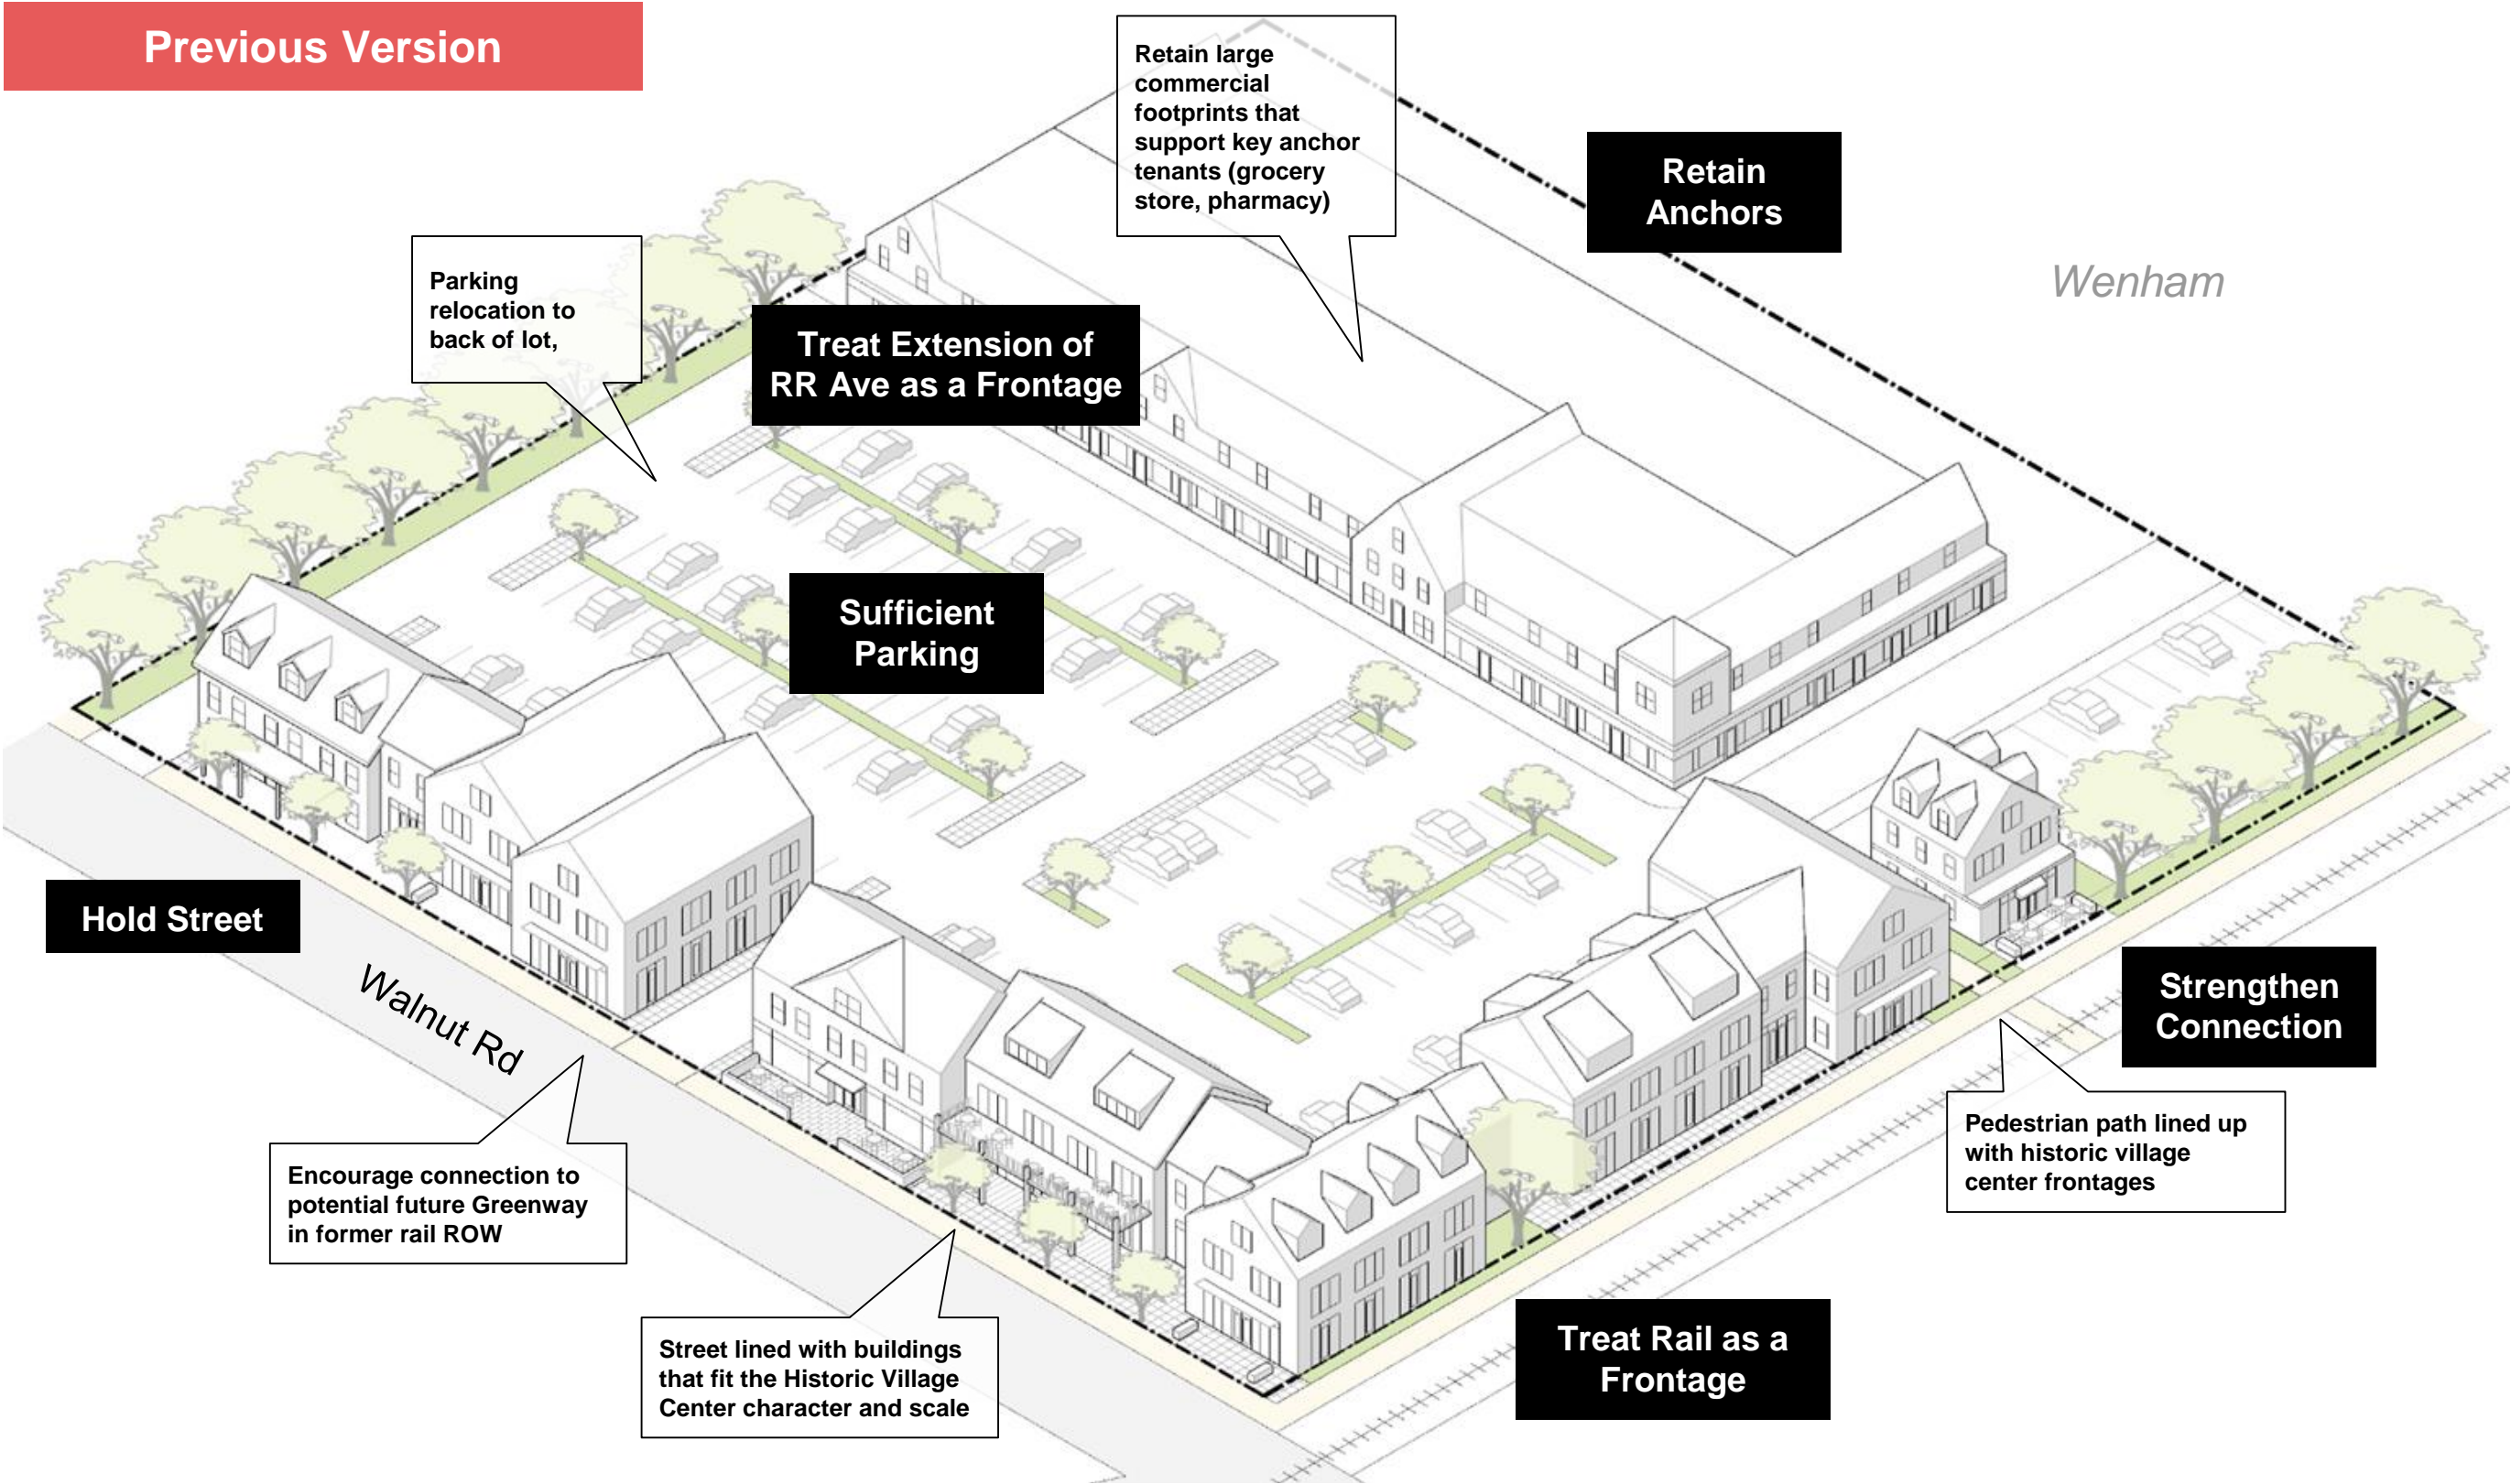 Previous Version
Retain large
commercial
footprints that
support key anchor
tenants (grocery
store, pharmacy)
Retain
Anchors
Wenham
Parking
relocation to
back of lot,
Treat Extension of
RR Ave as a Frontage
Sufficient
Parking
Hold Street
Walnut Rd
Strengthen
Connection
Pedestrian path lined up
with historic village
center frontages
Encourage connection to
potential future Greenway
in former rail ROW
Street lined with buildings
that fit the Historic Village
Center character and scale
Treat Rail as a
Frontage